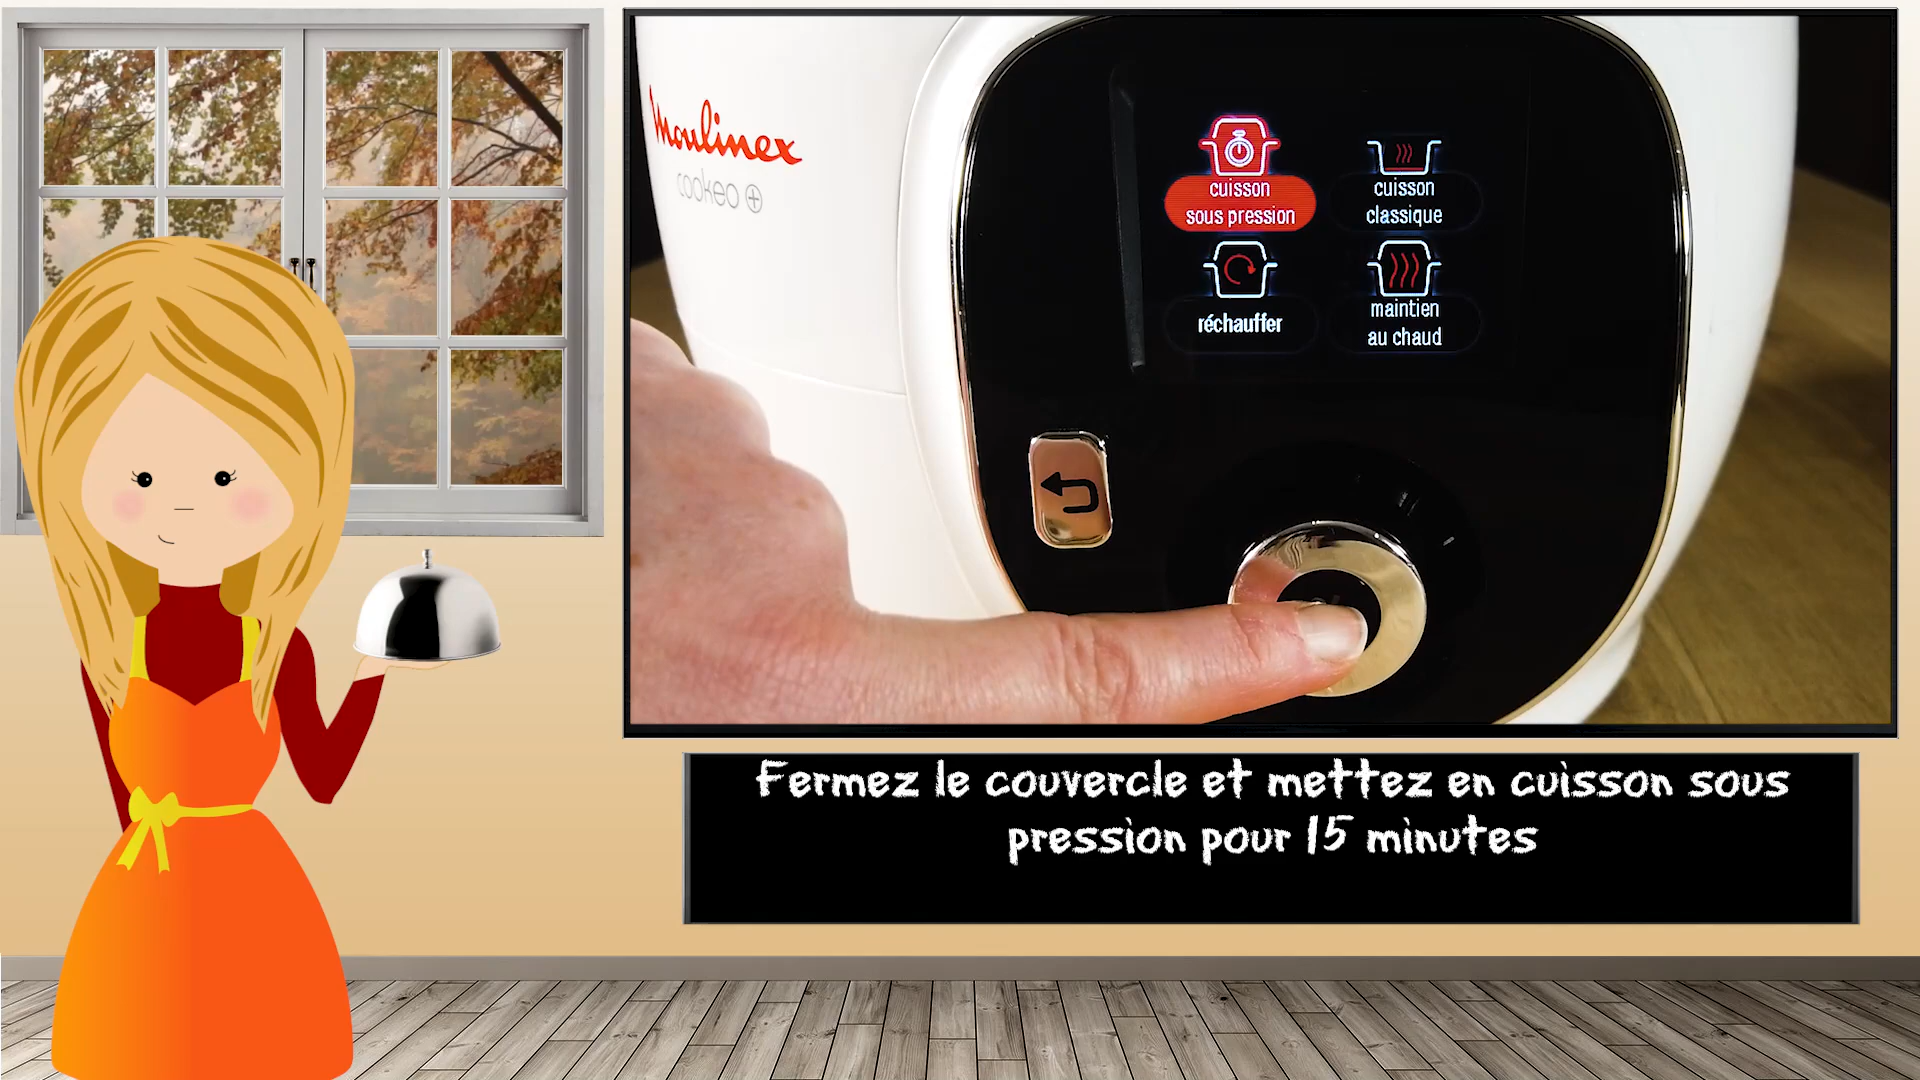 Moulinex
cookeo +
cuisson
sous pression
cuisson
classique
réchauffer
maintien
au chaud
Fermez le couvercle et mettez en cuisson sous
pression pour 15 minutes